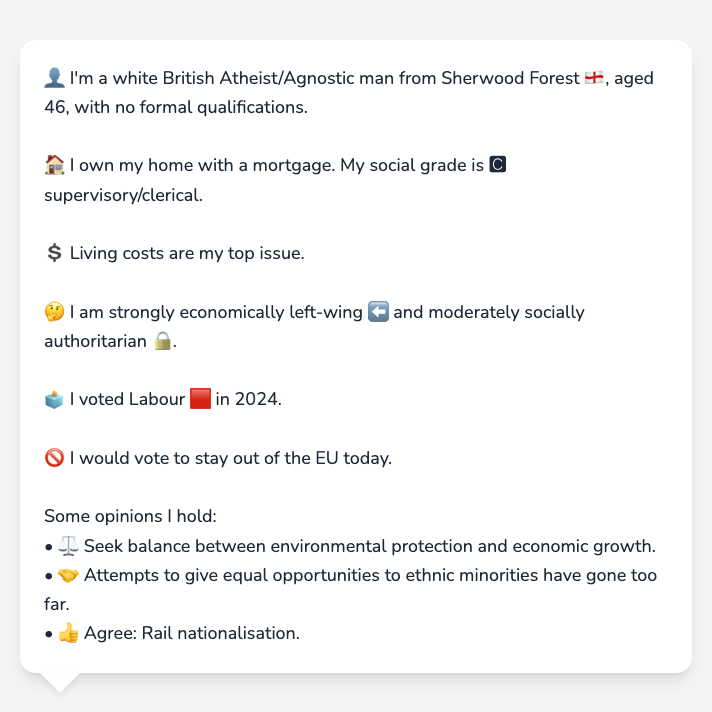 👤 I'm a white British Atheist/Agnostic man from Sherwood Forest 🏴󠁧󠁢󠁥󠁮󠁧󠁿, aged
46, with no formal qualifications.
🏠 I own my home with a mortgage. My social grade is 🅲
supervisory/clerical.
💲 Living costs are my top issue.
🤔 I am strongly economically left-wing ⬅️ and moderately socially
authoritarian 🔒.
🗳️ I voted Labour 🟥 in 2024.
🚫 I would vote to stay out of the EU today.
Some opinions I hold:
• ⚖️ Seek balance between environmental protection and economic growth.
• 🤝 Attempts to give equal opportunities to ethnic minorities have gone too
far.
• 👍 Agree: Rail nationalisation.